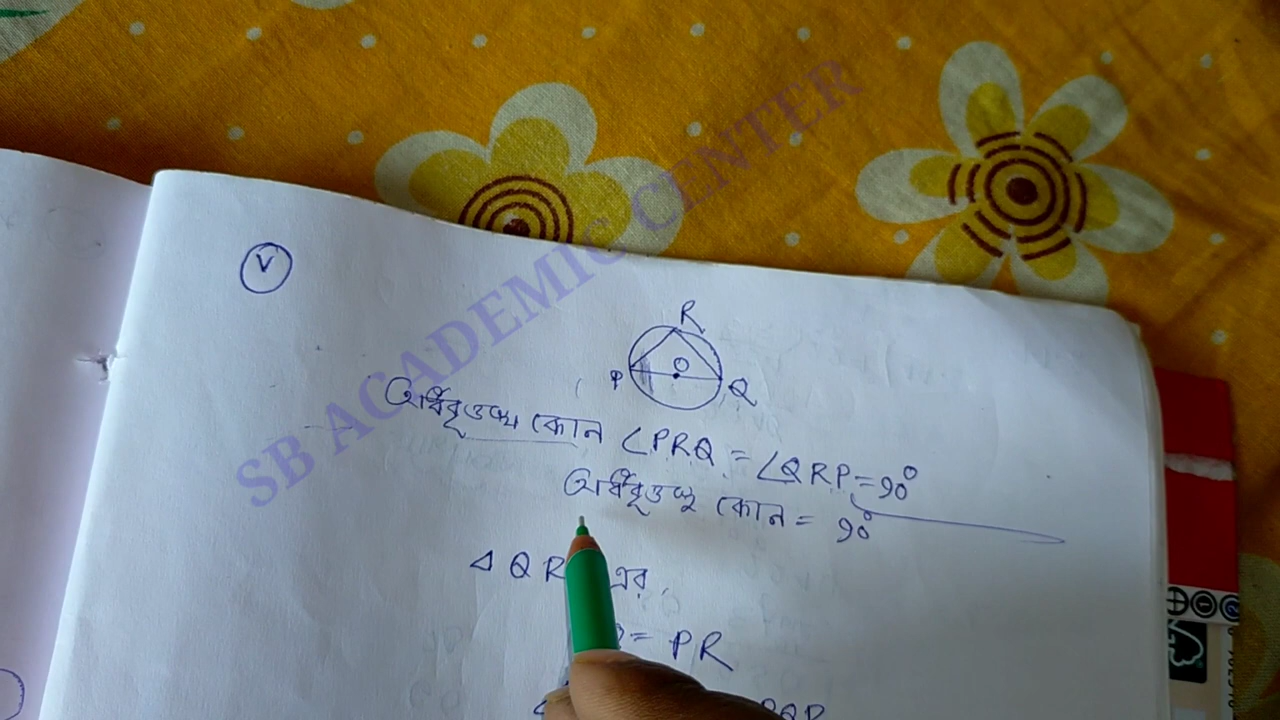 SB ACADEMIC CENTER
V
R
O
P
Q
অর্ধবৃত্তস্থ কোন ∠PRQ = ∠QRP = 90°
অর্ধবৃত্তস্থ কোন = 90°
Δ QR এর,
= PR